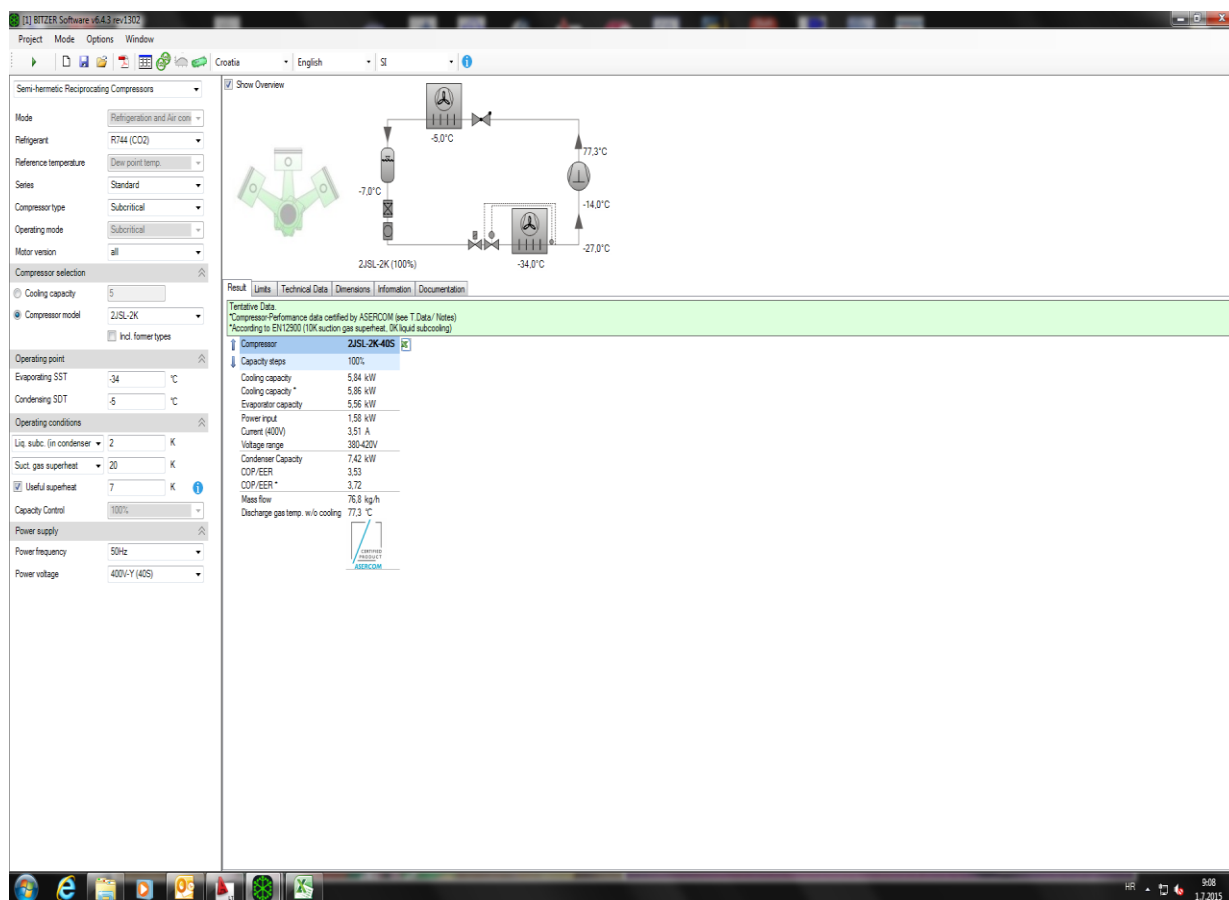 [1] BITZER Software v6.4.3 rev1302
Project Mode Options Window
Croatia English SI
Semi-hermetic Reciprocating Compressors
Mode Refrigeration and Air con
Refrigerant R744 (CO2)
Reference temperature Dew point temp.
Series Standard
Compressor type Subcritical
Operating mode Subcritical
Motor version all
Compressor selection
Cooling capacity 5
Compressor model 2JSL-2K
Incl. former types
Operating point
Evaporating SST -34 °C
Condensing SDT -5 °C
Operating conditions
Liq. subc. (in condenser 2 K
Suct. gas superheat 20 K
Useful superheat 7 K
Capacity Control 100%
Power supply
Power frequency 50Hz
Power voltage 400V-Y (40S)
Show Overview
-5,0°C
77,3°C
-7,0°C
-14,0°C
-27,0°C
2JSL-2K (100%) -34,0°C
Result Limits Technical Data Dimensions Information Documentation
Tentative Data.
*Compressor-Performance data certified by ASERCOM (see T.Data/ Notes)
*According to EN12900 (10K suction gas superheat, 0K liquid subcooling)
Compressor 2JSL-2K-40S
Capacity steps 100%
Cooling capacity 5,84 kW
Cooling capacity * 5,86 kW
Evaporator capacity 5,56 kW
Power input 1,58 kW
Current (400V) 3,51 A
Voltage range 380-420V
Condenser Capacity 7,42 kW
COP/EER 3,53
COP/EER * 3,72
Mass flow 76,8 kg/h
Discharge gas temp. w/o cooling 77,3 °C
CERTIFIED
PRODUCT
ASERCOM
HR 9:08
1.7.2015